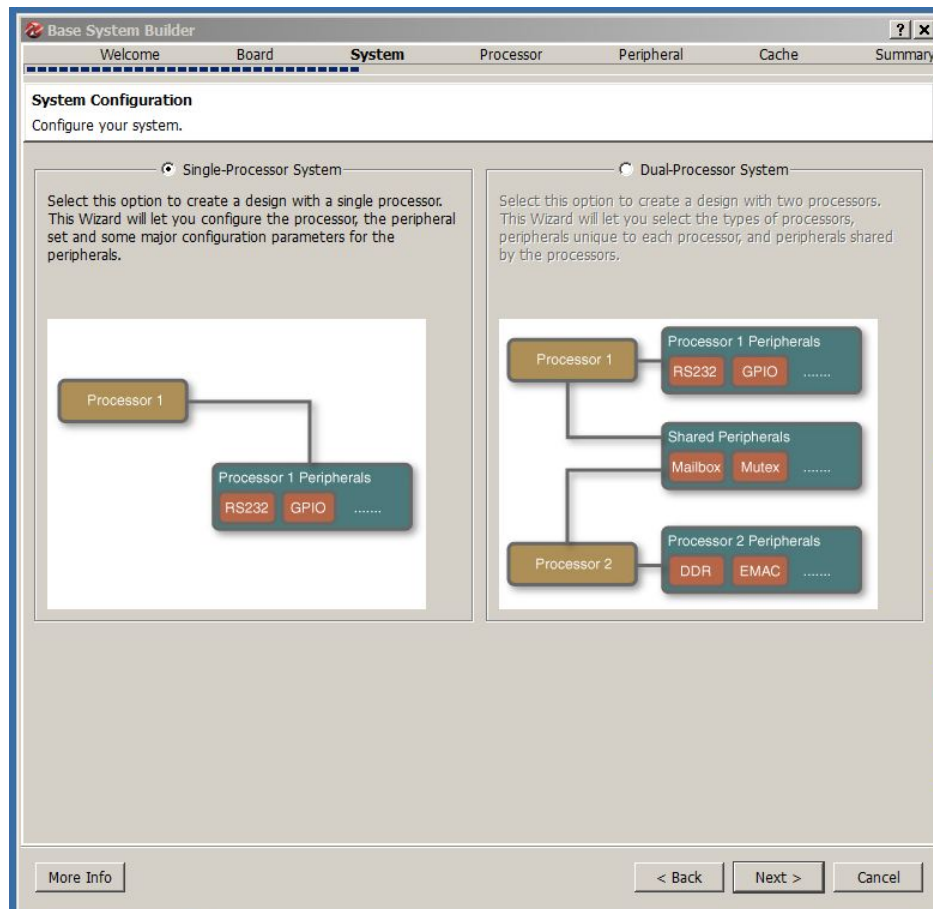 Base System Builder
Welcome Board System Processor Peripheral Cache Summary
System Configuration
Configure your system.
Single-Processor System
Select this option to create a design with a single processor.
This Wizard will let you configure the processor, the peripheral
set and some major configuration parameters for the
peripherals.
Processor 1
Processor 1 Peripherals
RS232 GPIO .......
Dual-Processor System
Select this option to create a design with two processors.
This Wizard will let you select the types of processors,
peripherals unique to each processor, and peripherals shared
by the processors.
Processor 1
Processor 1 Peripherals
RS232 GPIO .......
Shared Peripherals
Mailbox Mutex .......
Processor 2
Processor 2 Peripherals
DDR EMAC .......
More Info < Back Next > Cancel